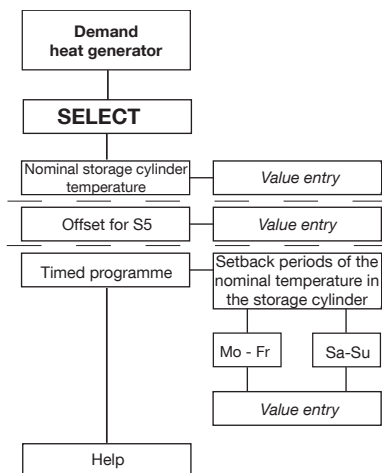 Demand
heat generator
SELECT
Nominal storage cylinder
temperature
Value entry
Offset for S5
Value entry
Timed programme
Setback periods of the
nominal temperature in
the storage cylinder
Mo - Fr
Sa-Su
Value entry
Help